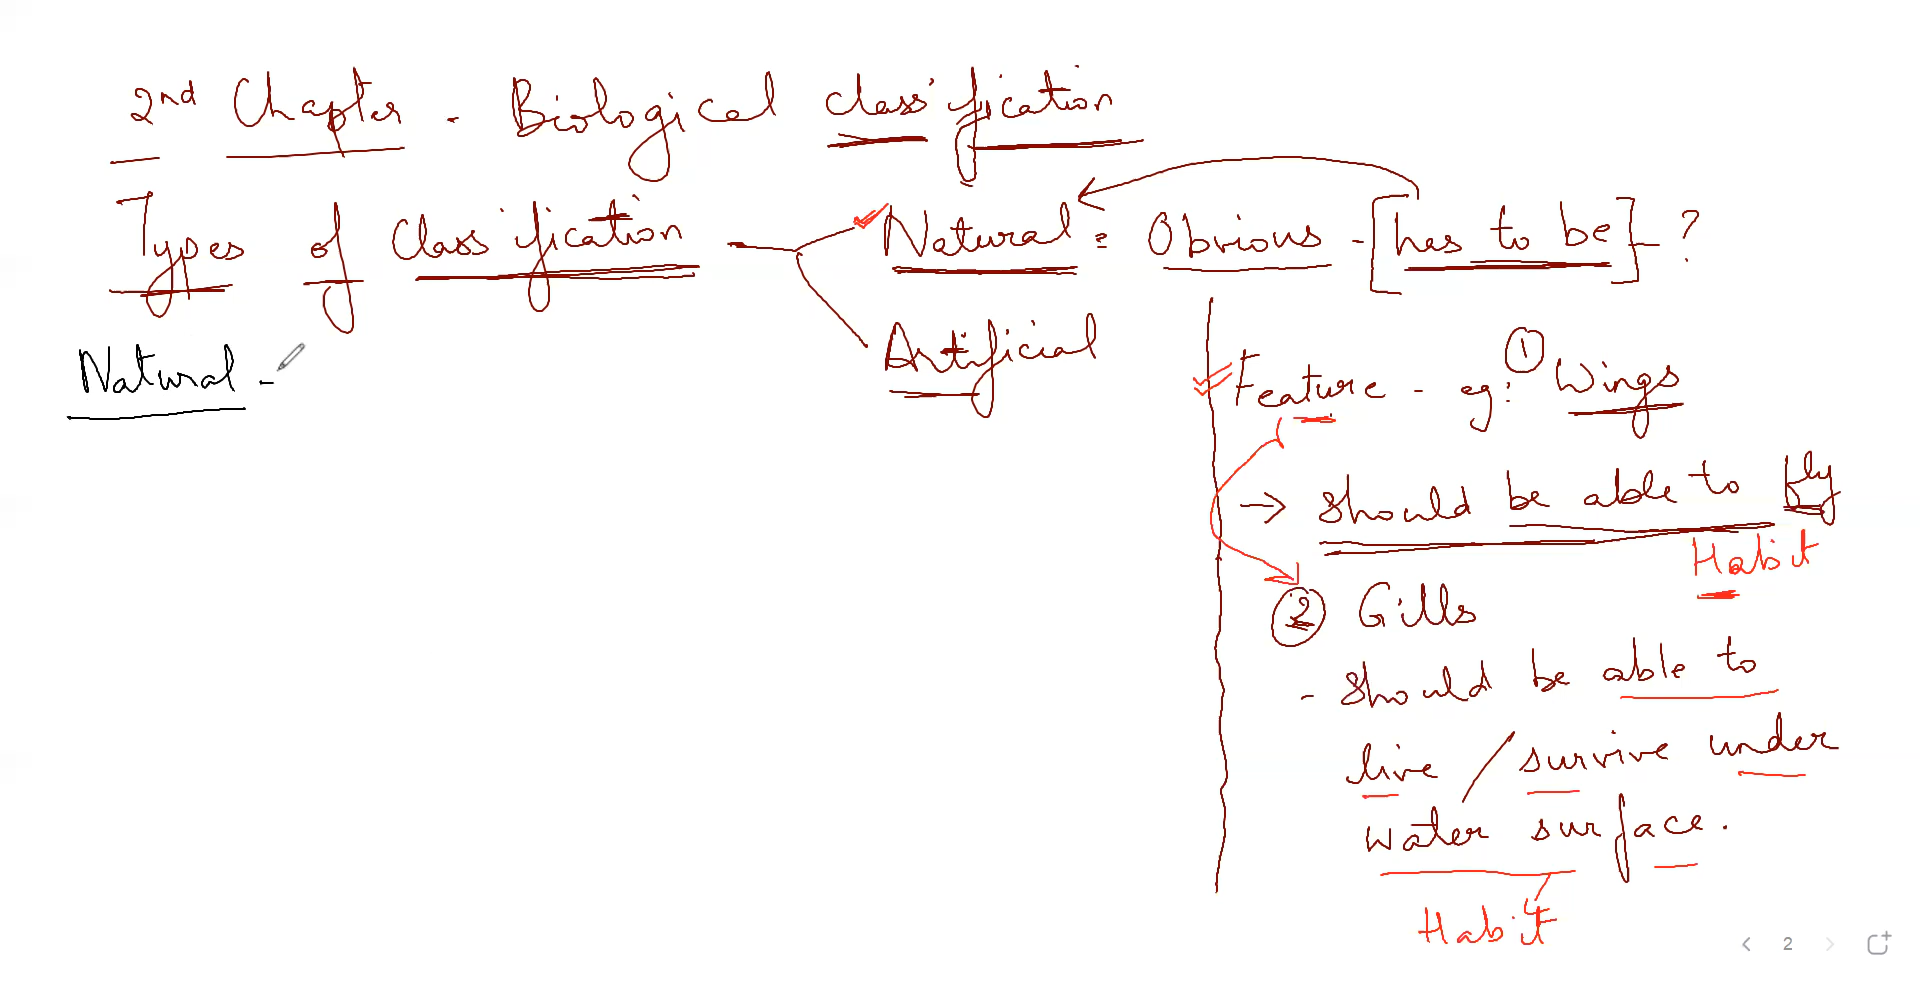 2nd Chapter - Biological classification
Types of Classification
Natural = Obvious - [has to be] - ?
Artificial
Natural -
Feature - eg: ① Wings
→ should be able to fly
Habit
② Gills
- should be able to
live / survive under
water surface.
Habit
2